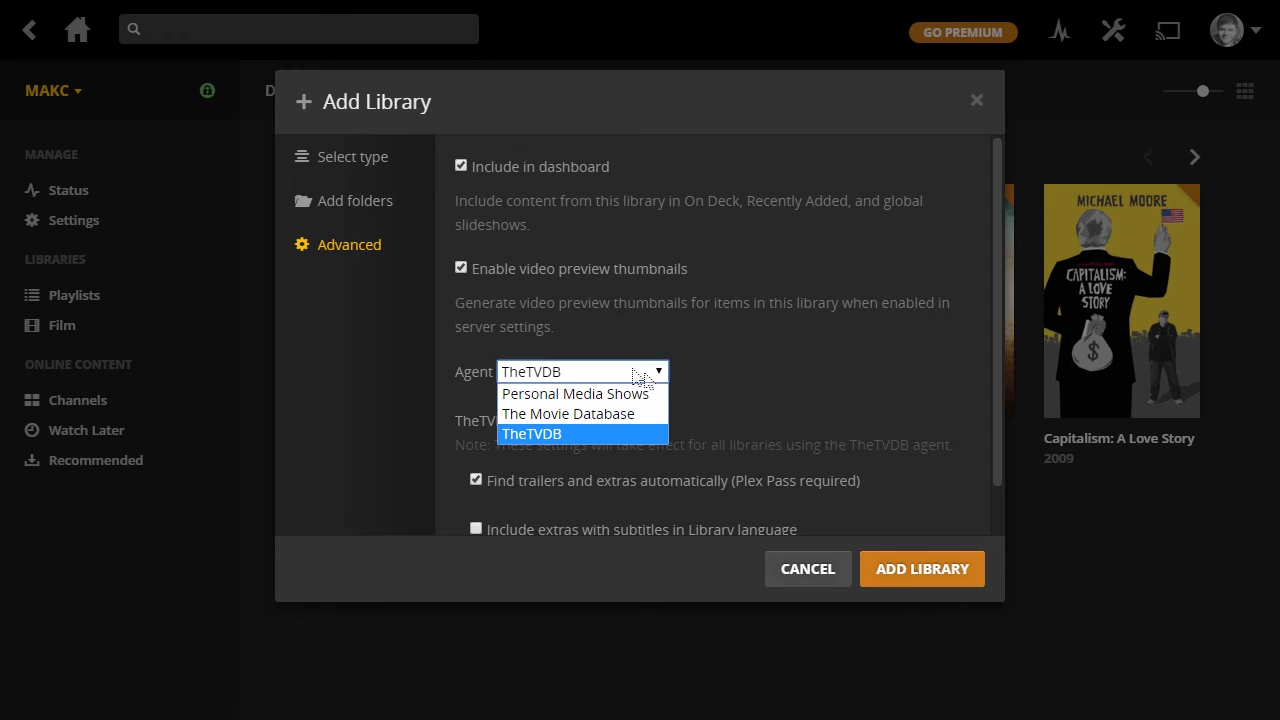 GO PREMIUM
MAKC
D
Add Library
MANAGE
Status
Settings
LIBRARIES
Playlists
Film
ONLINE CONTENT
Channels
Watch Later
Recommended
Select type
Add folders
Advanced
Include in dashboard
Include content from this library in On Deck, Recently Added, and global
slideshows.
Enable video preview thumbnails
Generate video preview thumbnails for items in this library when enabled in
server settings.
Agent TheTVDB
Personal Media Shows
The Movie Database
TheTVDB
TheTV
Note: These settings will take effect for all libraries using the TheTVDB agent.
Find trailers and extras automatically (Plex Pass required)
Include extras with subtitles in Library language
CANCEL
ADD LIBRARY
MICHAEL MOORE
CAPITALISM:
A LOVE
STORY
$
Capitalism: A Love Story
2009